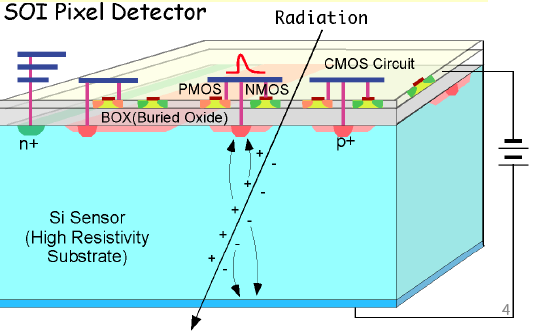 SOI Pixel Detector
Radiation
CMOS Circuit
PMOS
NMOS
BOX(Buried Oxide)
n+
p+
+
-
+
-
+
-
+
-
+
-
Si Sensor
(High Resistivity
Substrate)
4